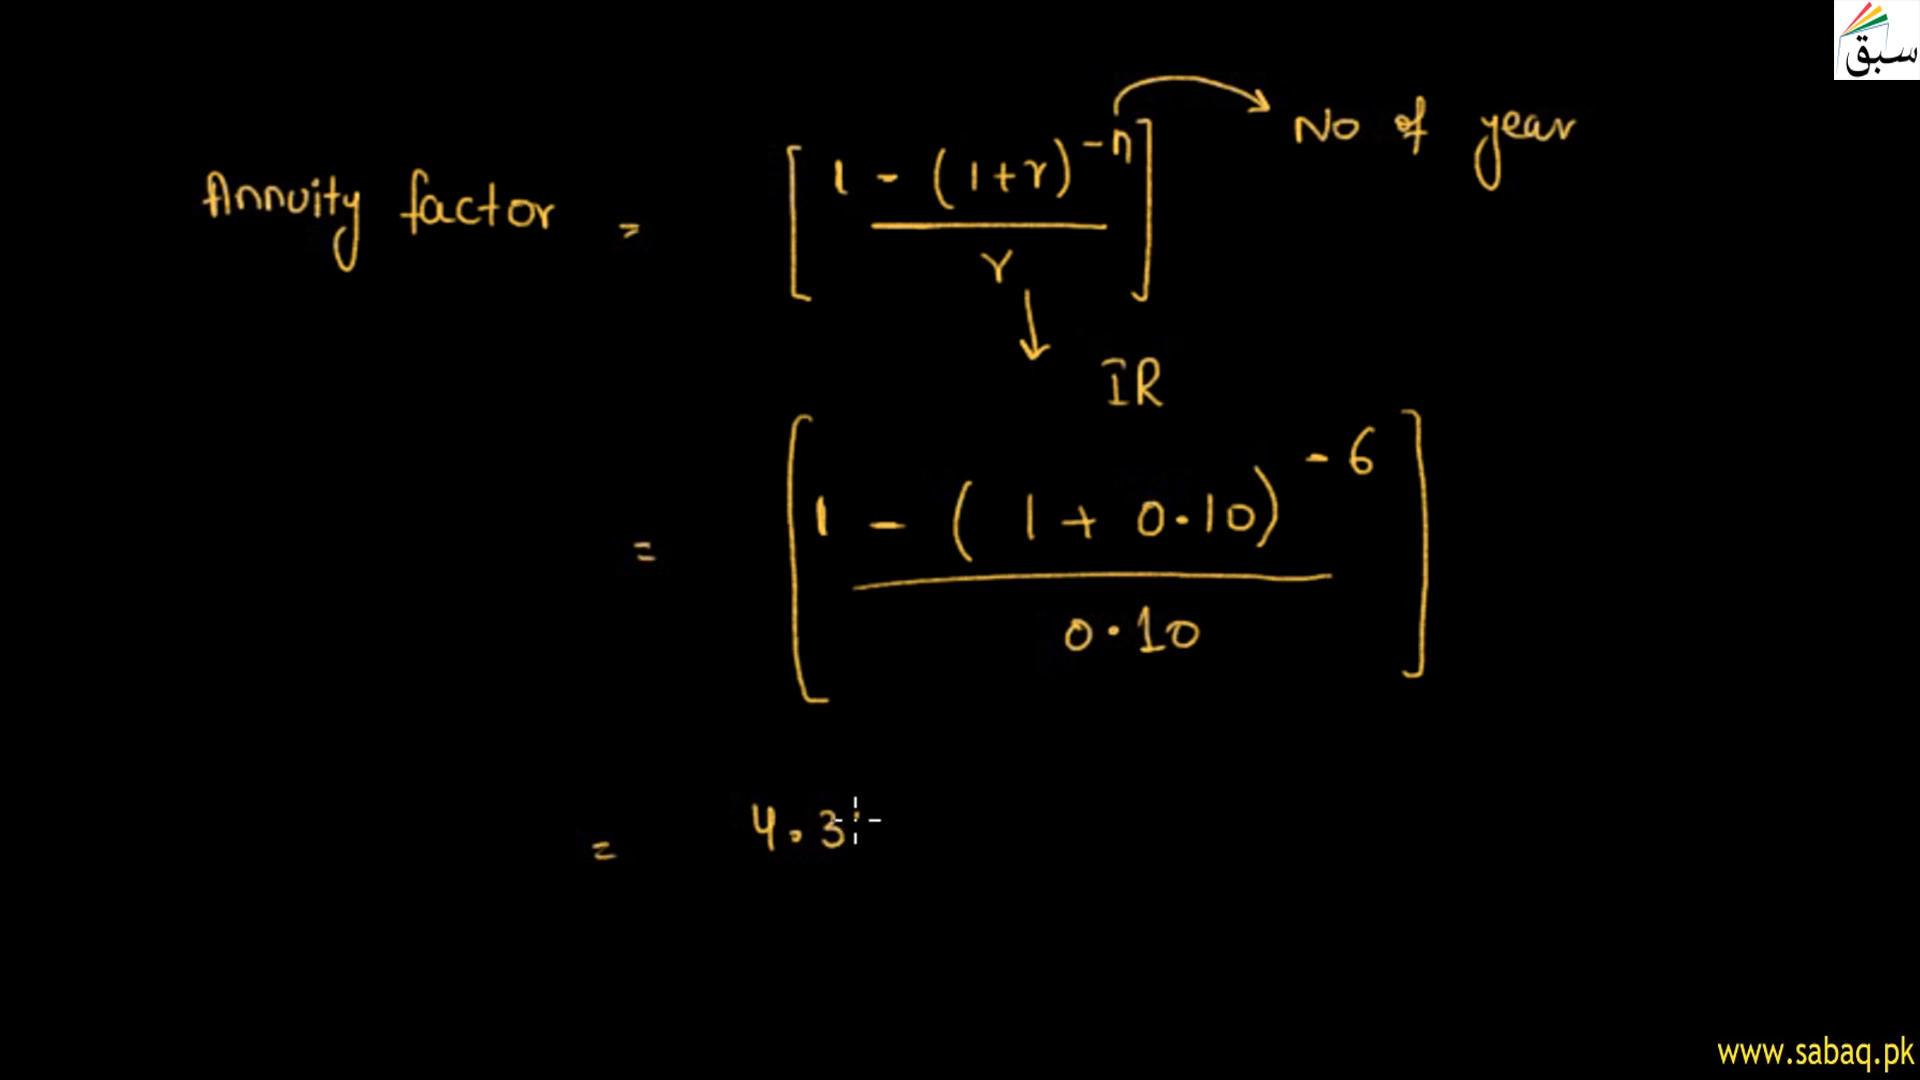 سبق
No of year
Annuity factor = [1 - (1+r)^-n / r]
IR
= [1 - (1 + 0.10)^-6 / 0.10]
= 4.3
www.sabaq.pk